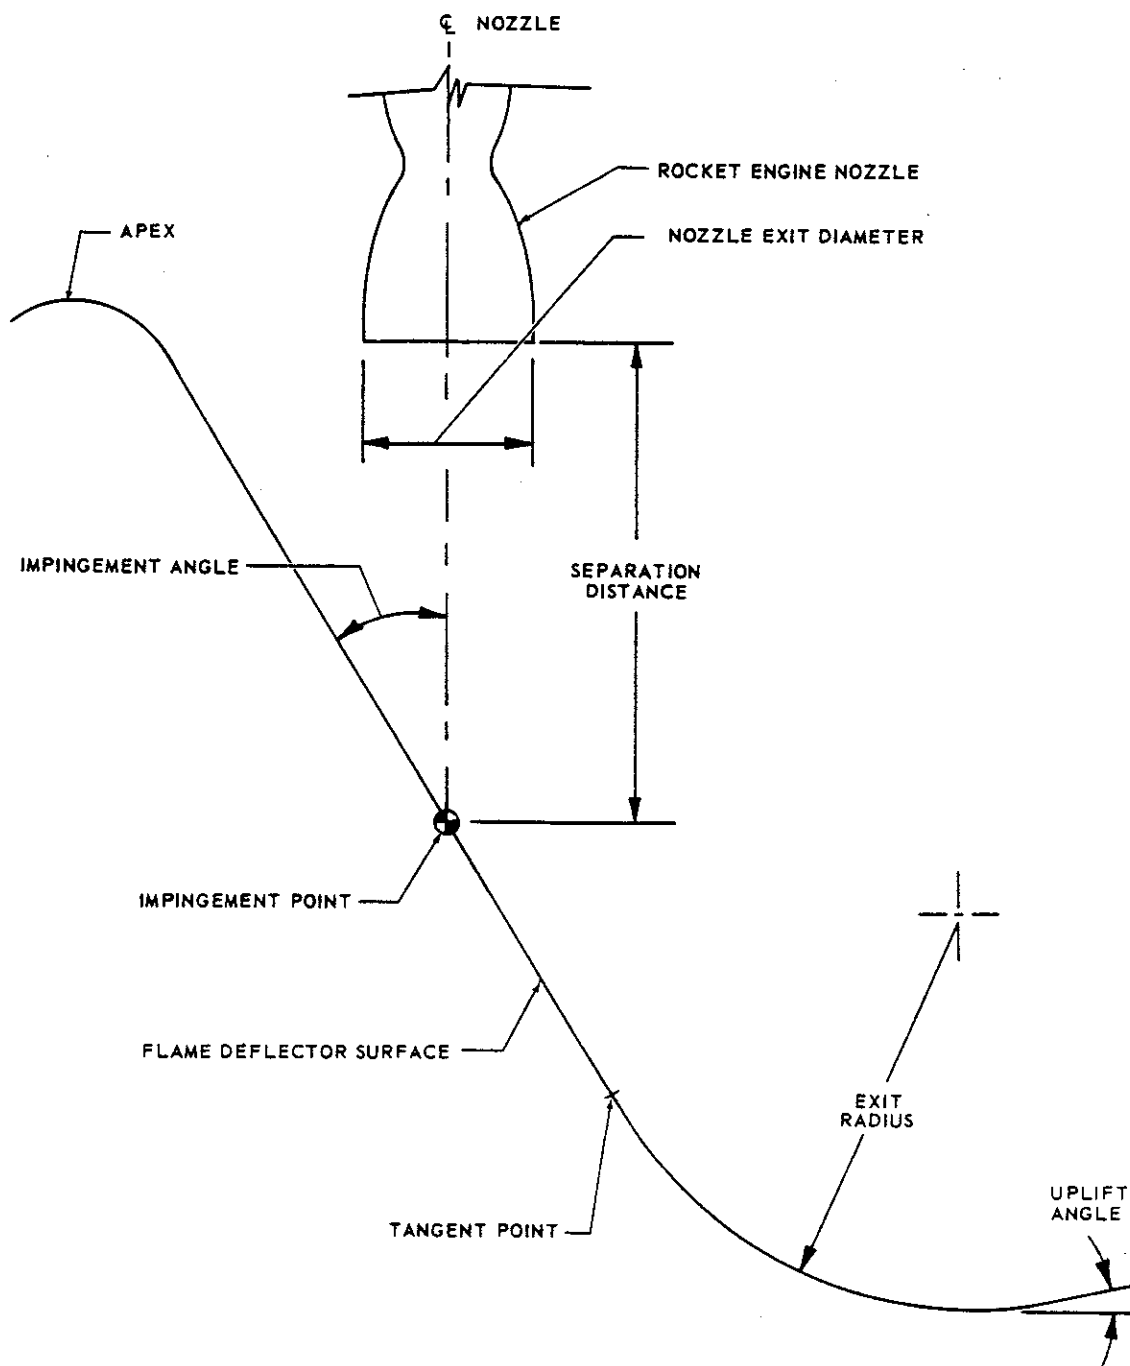 ℄ NOZZLE
ROCKET ENGINE NOZZLE
APEX
NOZZLE EXIT DIAMETER
IMPINGEMENT ANGLE
SEPARATION
DISTANCE
IMPINGEMENT POINT
FLAME DEFLECTOR SURFACE
EXIT
RADIUS
UPLIFT
ANGLE
TANGENT POINT